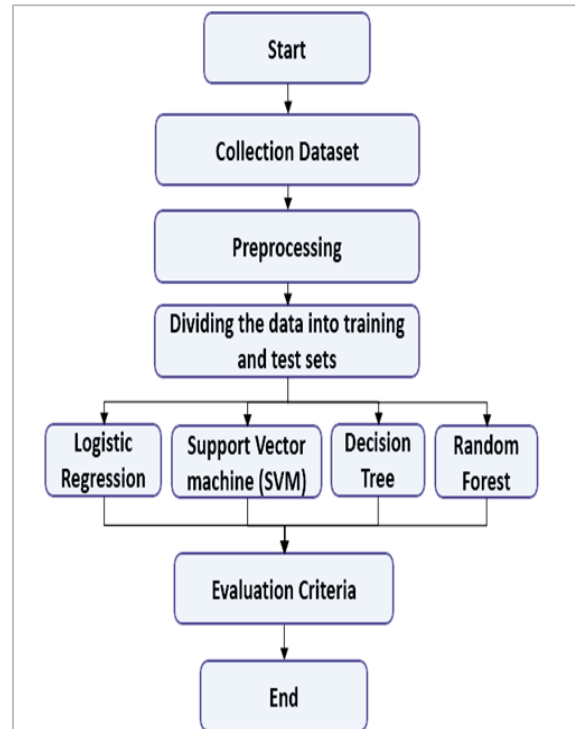 Start
Collection Dataset
Preprocessing
Dividing the data into training
and test sets
Logistic
Regression
Support Vector
machine (SVM)
Decision
Tree
Random
Forest
Evaluation Criteria
End